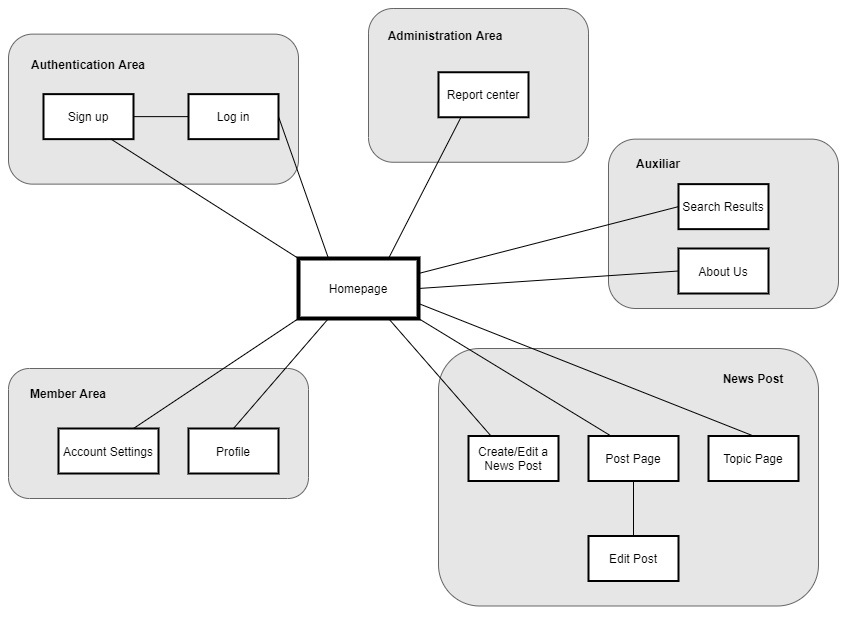 Administration Area
Authentication Area
Report center
Sign up
Log in
Auxiliar
Search Results
About Us
Homepage
Member Area
Account Settings
Profile
News Post
Create/Edit a
News Post
Post Page
Topic Page
Edit Post